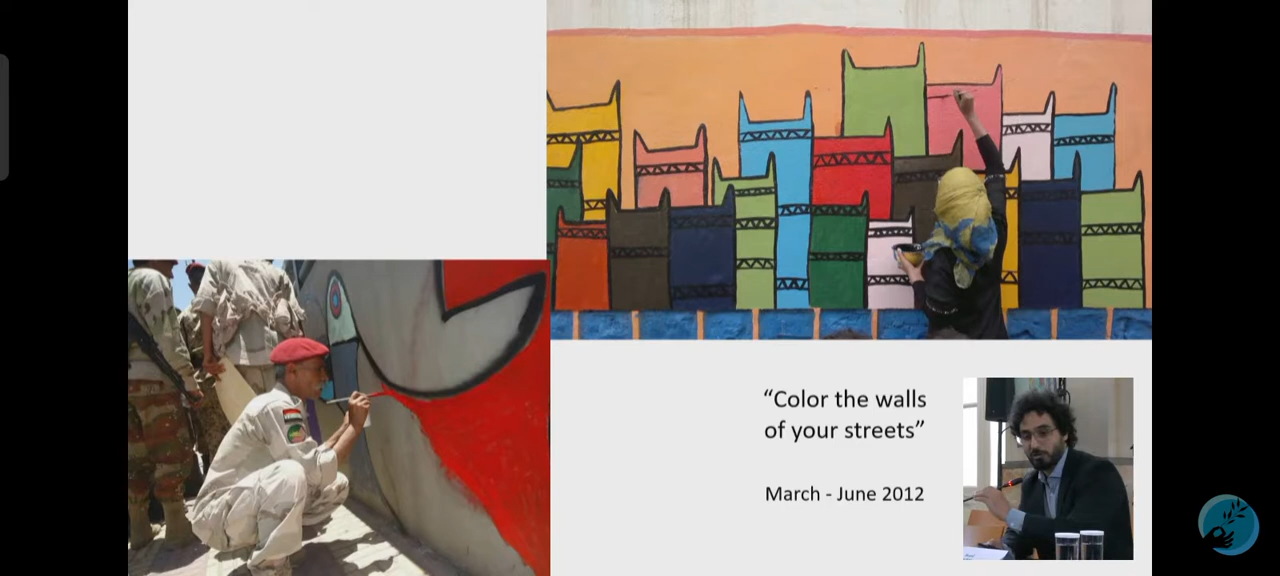 “Color the walls
of your streets”
March - June 2012